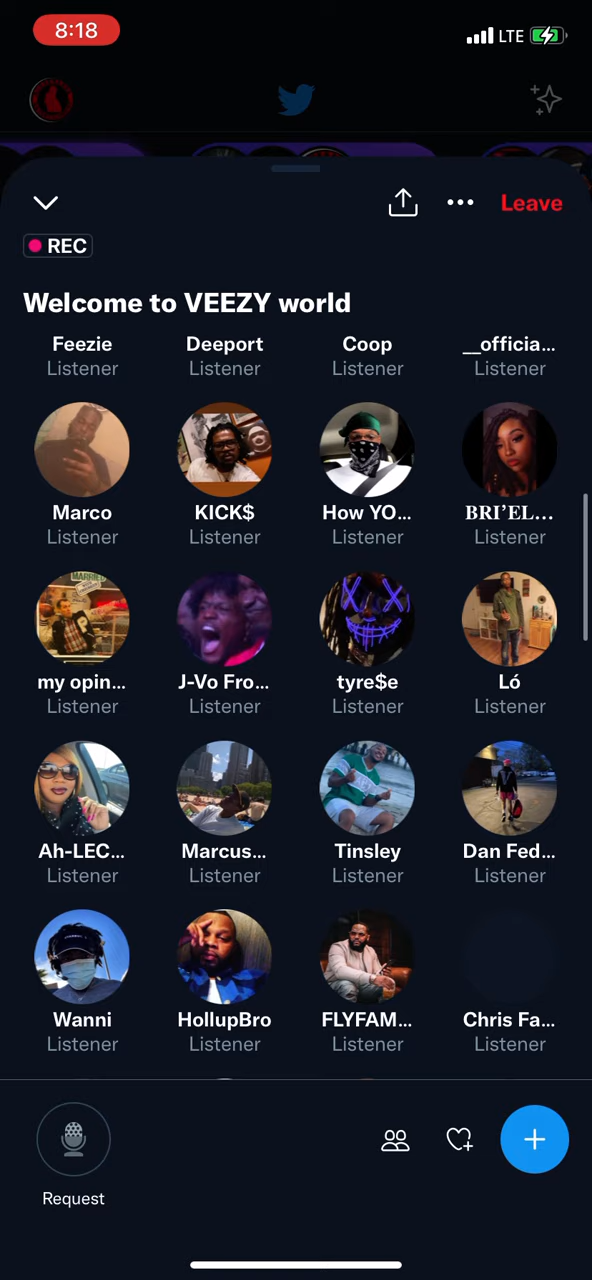 8:18
LTE
Leave
REC
Welcome to VEEZY world
Feezie Deeport Coop __officia...
Listener Listener Listener Listener
Marco KICK$ How YO... BRI’EL...
Listener Listener Listener Listener
MARRIED
my opin... J-Vo Fro... tyre$e Ló
Listener Listener Listener Listener
Ah-LEC... Marcus... Tinsley Dan Fed...
Listener Listener Listener Listener
Wanni HollupBro FLYFAM... Chris Fa...
Listener Listener Listener Listener
Request